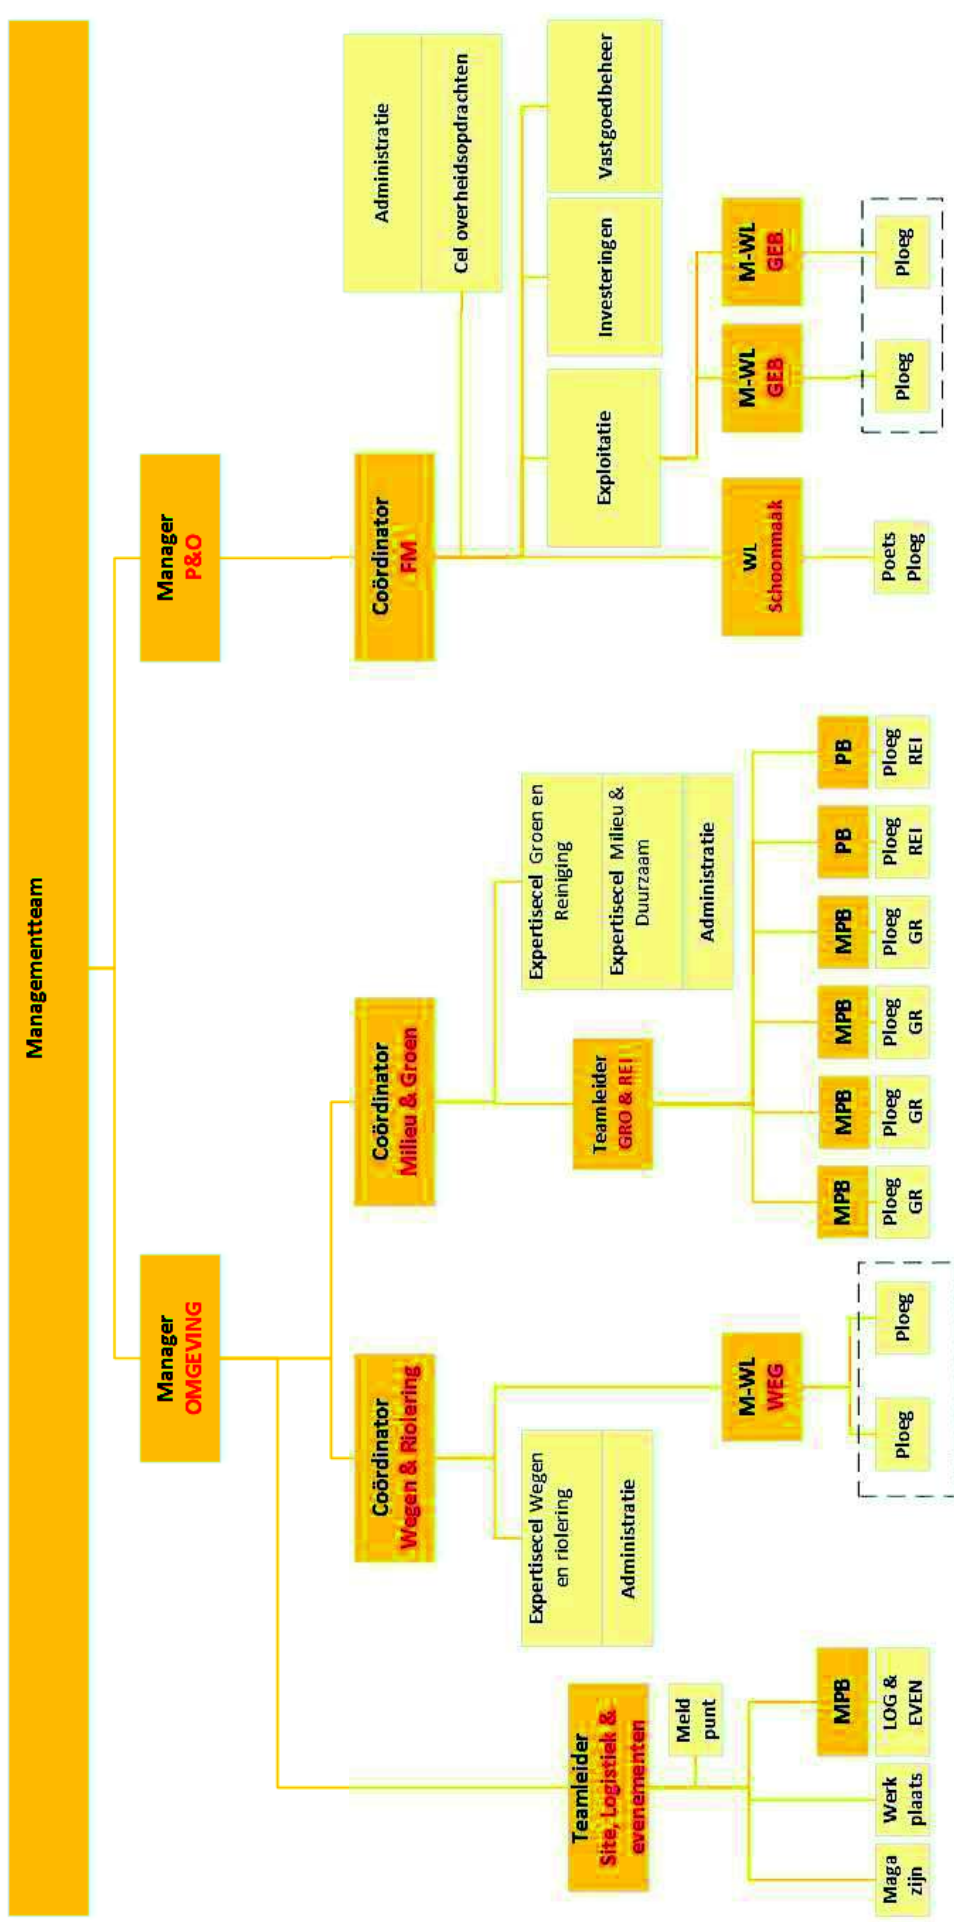 Managementteam
Manager
OMGEVING
Manager
P&O
Teamleider
Site, Logistiek &
evenementen
Meld
punt
Maga
zijn
Werk
plaats
MPB
LOG &
EVEN
Coördinator
Wegen & Riolering
Expertisecel Wegen
en riolering
Administratie
M-WL
WEG
Ploeg
Ploeg
Coördinator
Milieu & Groen
Expertisecel Groen en
Reiniging
Expertisecel Milieu &
Duurzaam
Administratie
Teamleider
GRO & REI
MPB
Ploeg
GR
MPB
Ploeg
GR
MPB
Ploeg
GR
MPB
Ploeg
GR
PB
Ploeg
REI
PB
Ploeg
REI
Coördinator
FM
Administratie
Cel overheidsopdrachten
Exploitatie
Investeringen
Vastgoedbeheer
WL
Schoonmaak
Poets
Ploeg
M-WL
GEB
Ploeg
M-WL
GEB
Ploeg